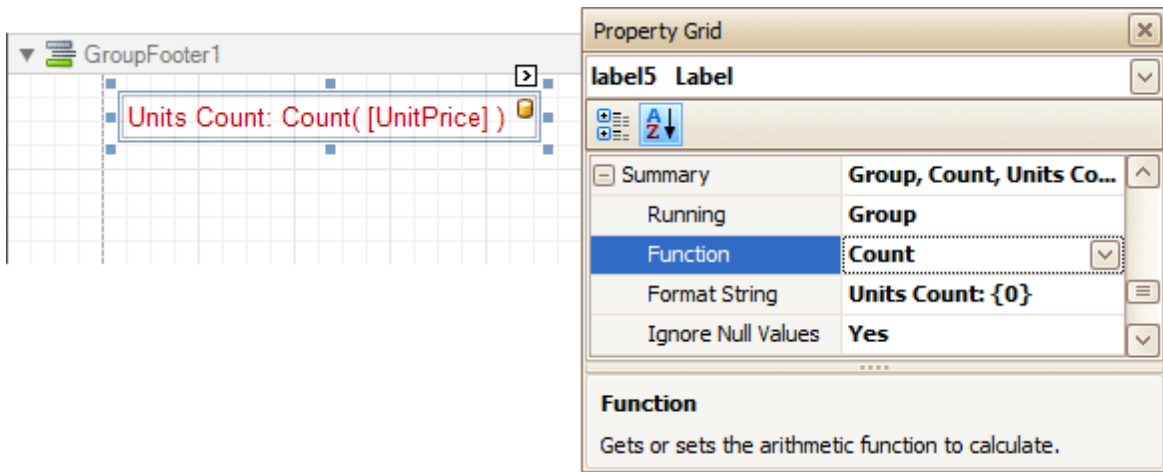 GroupFooter1
Units Count: Count( [UnitPrice] )
Property Grid
label5 Label
A
Z
Summary Group, Count, Units Co...
Running Group
Function Count
Format String Units Count: {0}
Ignore Null Values Yes
Function
Gets or sets the arithmetic function to calculate.